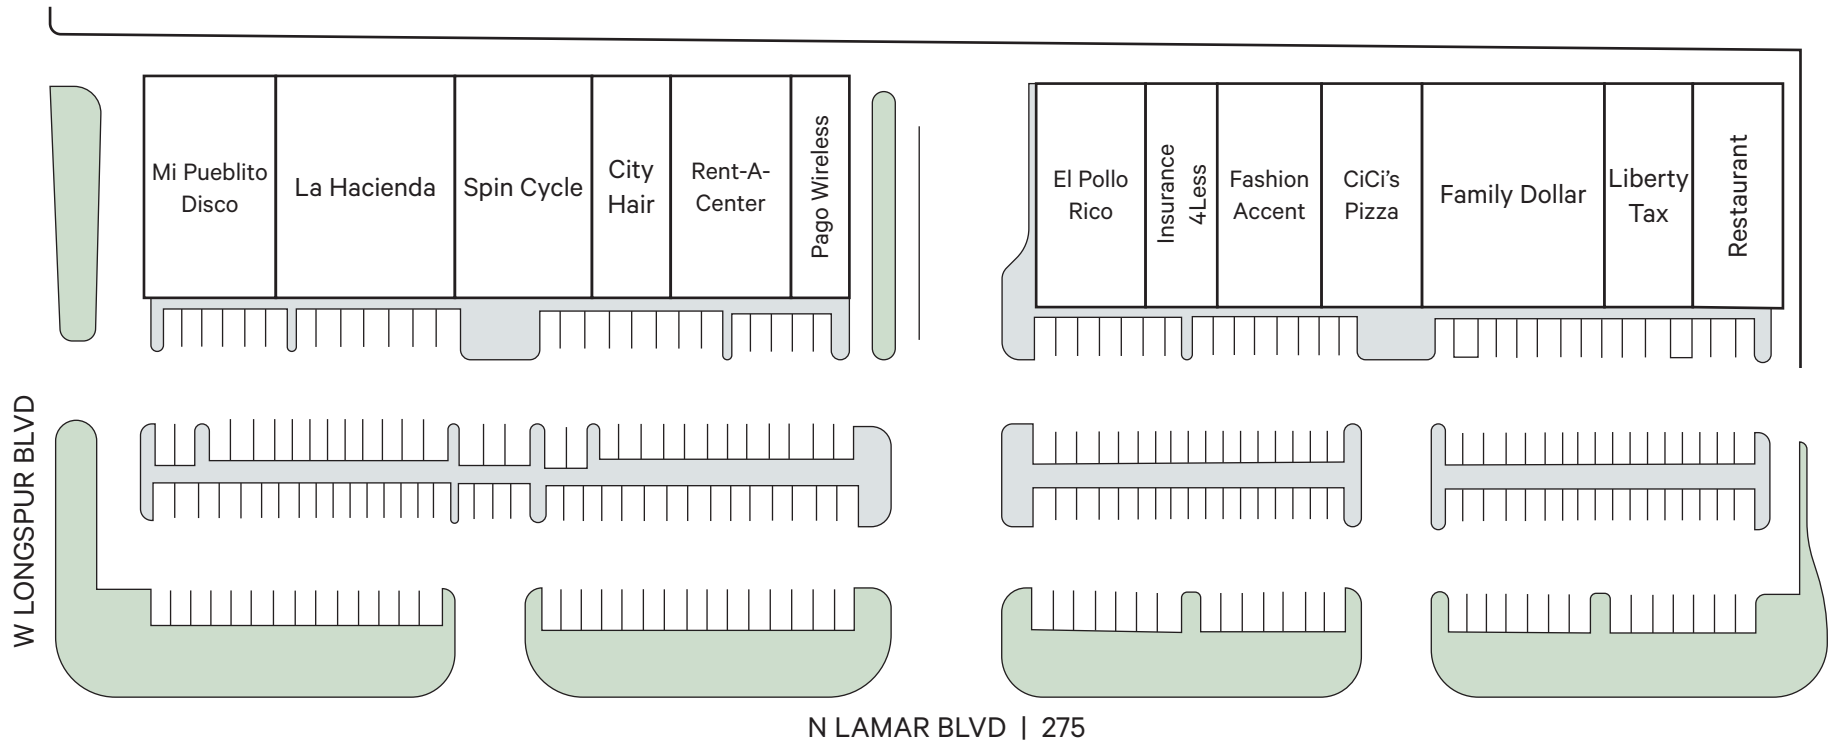 Mi Pueblito
Disco
La Hacienda
Spin Cycle
City
Hair
Rent-A-
Center
Pago Wireless
El Pollo
Rico
Insurance
4Less
Fashion
Accent
CiCi’s
Pizza
Family Dollar
Liberty
Tax
Restaurant
W LONGSPUR BLVD
N LAMAR BLVD | 275